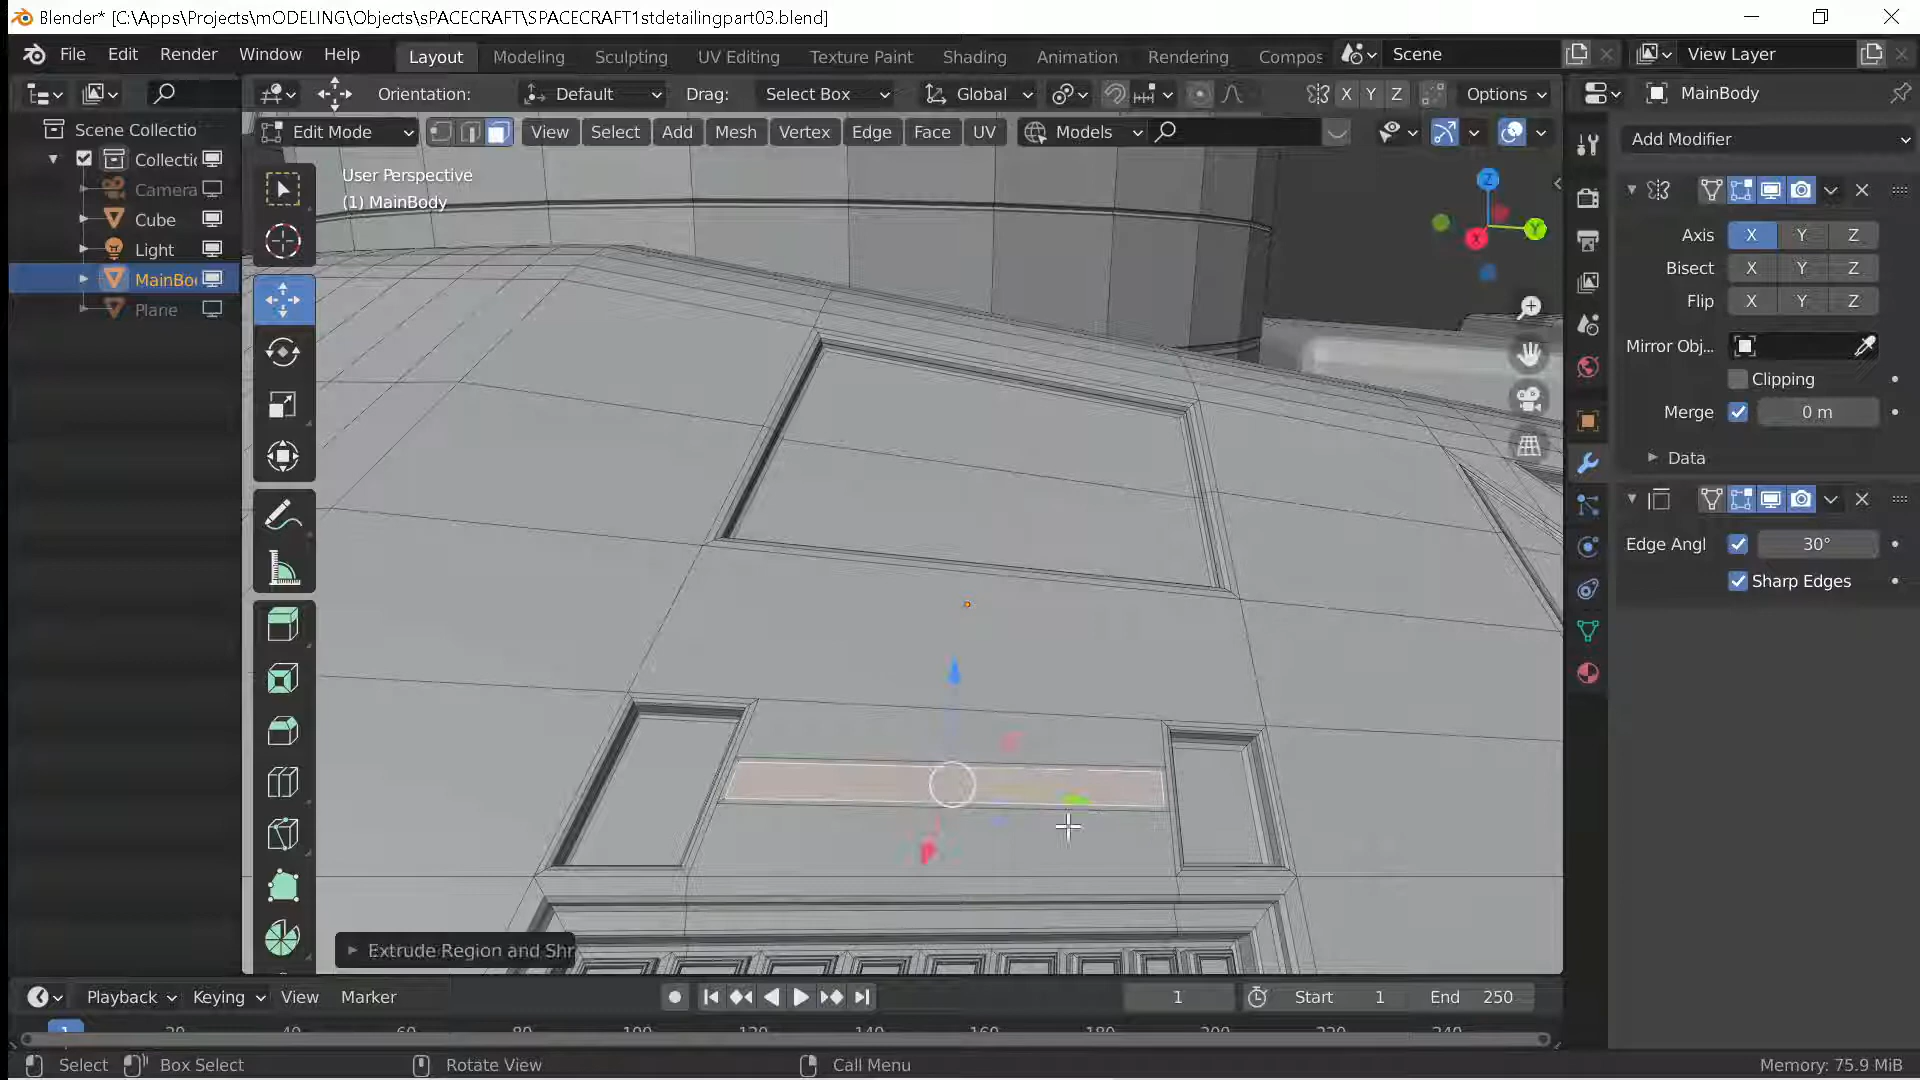 Blender* [C:\Apps\Projects\mODELING\Objects\sPACECRAFT\SPACECRAFT1stdetailingpart03.blend]
File Edit Render Window Help Layout Modeling Sculpting UV Editing Texture Paint Shading Animation Rendering Compos Scene View Layer
Orientation: Default Drag: Select Box Global X Y Z Options MainBody
Edit Mode View Select Add Mesh Vertex Edge Face UV Models
Add Modifier
Scene Collectio
Collectic
Camera
Cube
Light
MainBo
Plane
User Perspective
(1) MainBody
Z
Y
X
Axis X Y Z
Bisect X Y Z
Flip X Y Z
Mirror Obj...
Clipping
Merge 0 m
Data
Edge Angl 30°
Sharp Edges
Extrude Region and Shr
Playback Keying View Marker 1 Start 1 End 250
1 20 40 60 80 100 120 140 160 180 200 220 240
Select Box Select Rotate View Call Menu Memory: 75.9 MiB